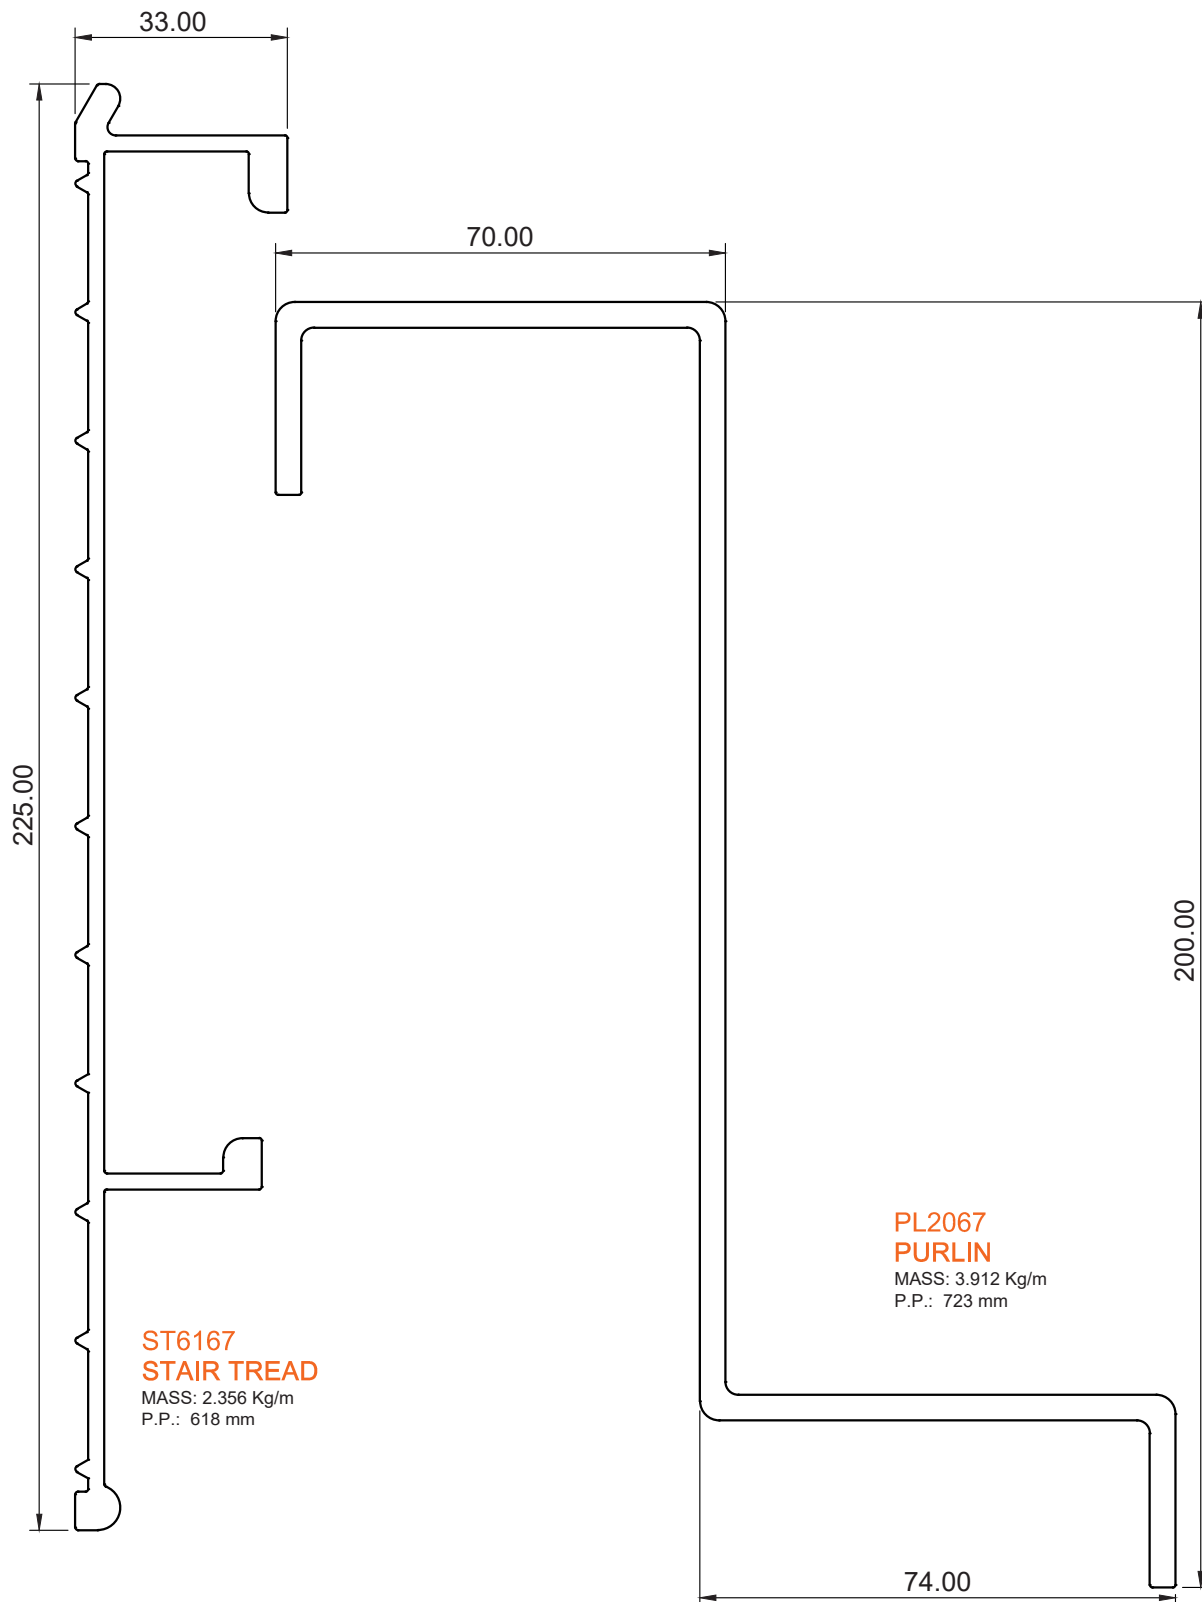 33.00
70.00
225.00
200.00
PL2067
PURLIN
MASS: 3.912 Kg/m
P.P.: 723 mm
ST6167
STAIR TREAD
MASS: 2.356 Kg/m
P.P.: 618 mm
74.00